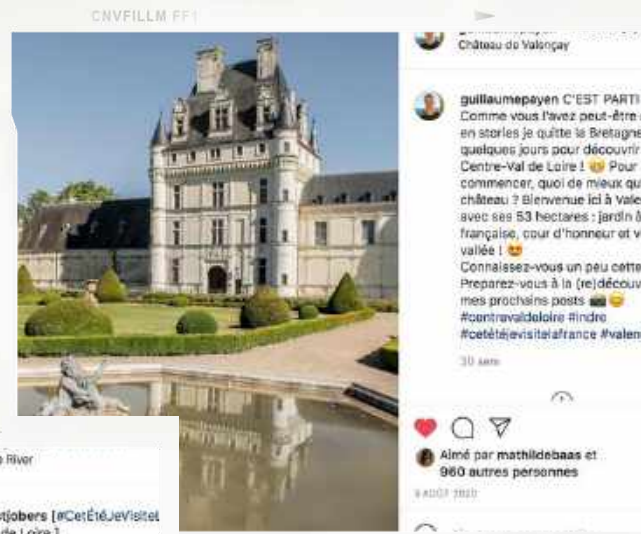 CNVFILLM FF1
Château de Valençay
guillaumepayen C'EST PARTI
Comme vous l'avez peut-être
en stories je quitte la Bretagne
quelques jours pour découvrir
Centre-Val de Loire ! Pour
commencer, quoi de mieux qu
château ? Bienvenue ici à Vale
avec ses 53 hectares : jardin à
française, cour d'honneur et v
vallée !
Connaissez-vous un peu cette
Preparez-vous à la (re)découv
mes prochains posts
#centrevaldeloire #indre
#cetétéjevisitelafrance #valen
30 sem
Aimé par mathildebaas et
960 autres personnes
9 AOÛT 2020
River
tjobers [#CetÉtéJeVisiteL
de Loire ]